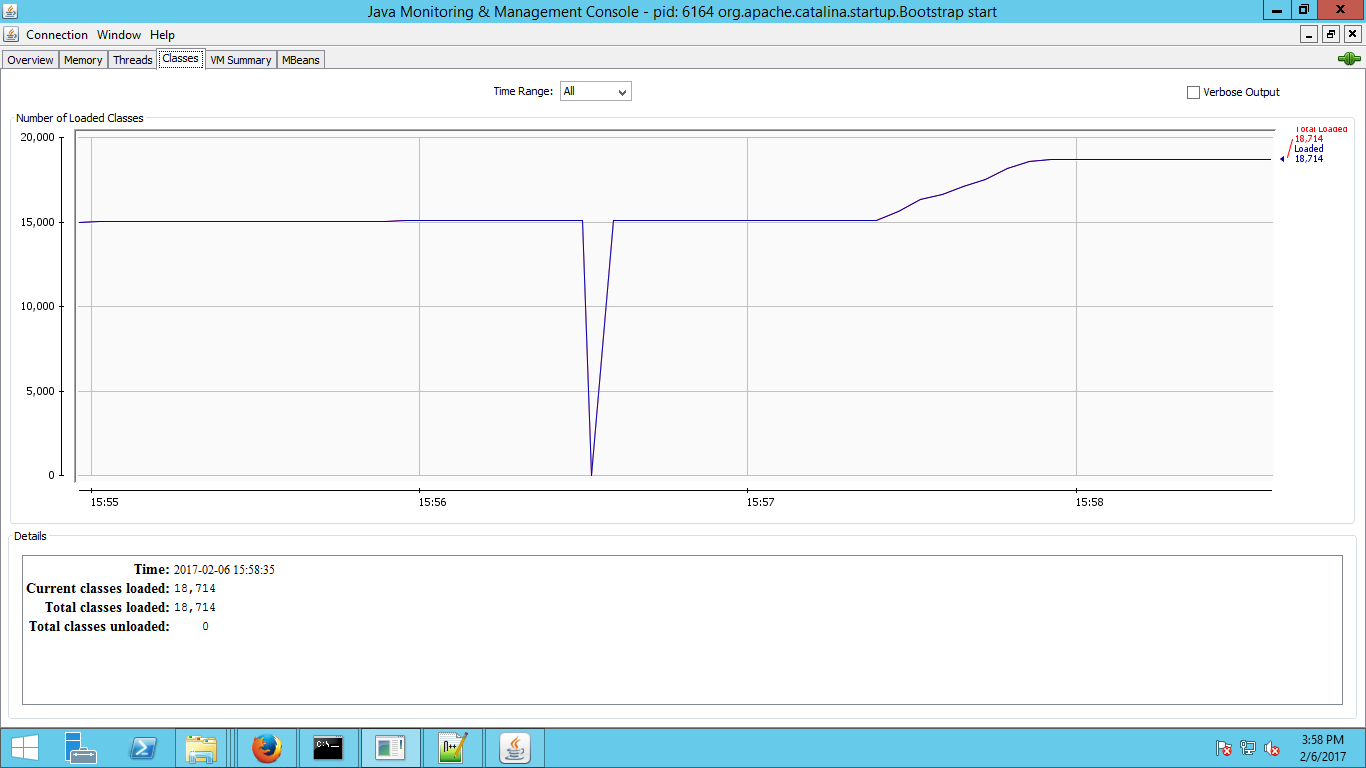 Java Monitoring & Management Console - pid: 6164 org.apache.catalina.startup.Bootstrap start
Connection Window Help
Overview Memory Threads Classes VM Summary MBeans
Time Range: All Verbose Output
Number of Loaded Classes
20,000
15,000
10,000
5,000
0
Total Loaded
18,714
Loaded
18,714
15:55 15:56 15:57 15:58
Details
Time: 2017-02-06 15:58:35
Current classes loaded: 18,714
Total classes loaded: 18,714
Total classes unloaded: 0
C:\_
N++
3:58 PM
2/6/2017